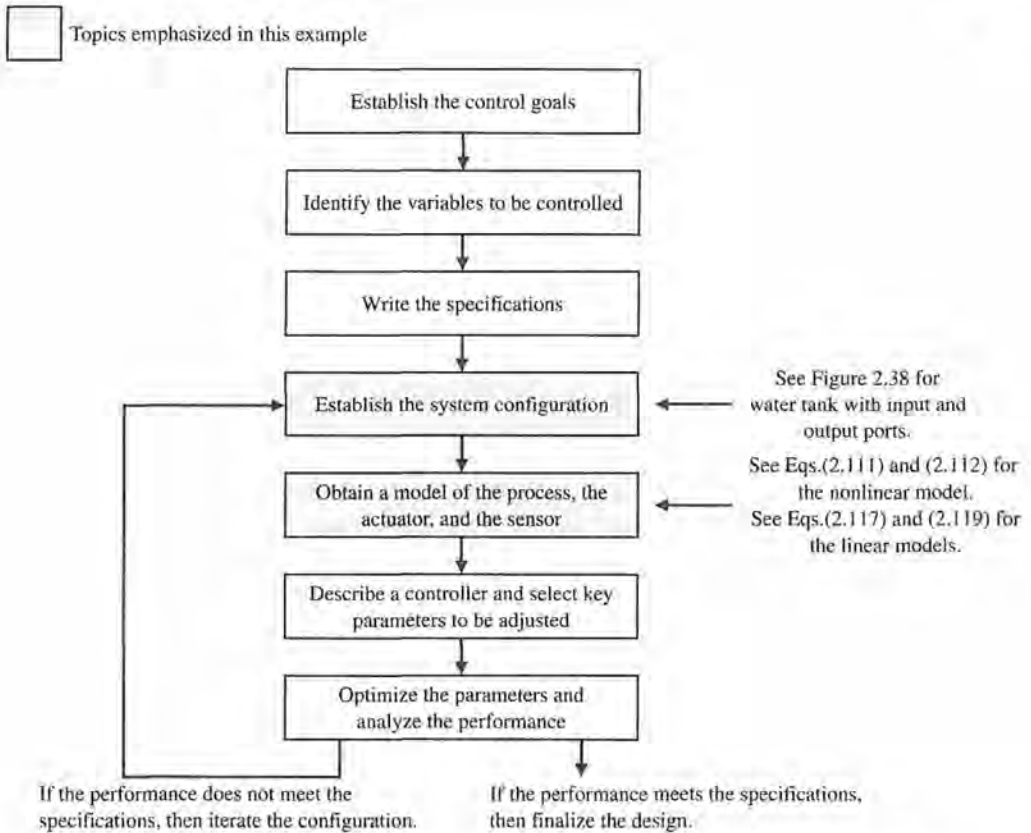 Topics emphasized in this example
Establish the control goals
Identify the variables to be controlled
Write the specifications
Establish the system configuration
See Figure 2.38 for
water tank with input and
output ports.
Obtain a model of the process, the
actuator, and the sensor
See Eqs.(2.111) and (2.112) for
the nonlinear model.
See Eqs.(2.117) and (2.119) for
the linear models.
Describe a controller and select key
parameters to be adjusted
Optimize the parameters and
analyze the performance
If the performance does not meet the
specifications, then iterate the configuration.
If the performance meets the specifications,
then finalize the design.